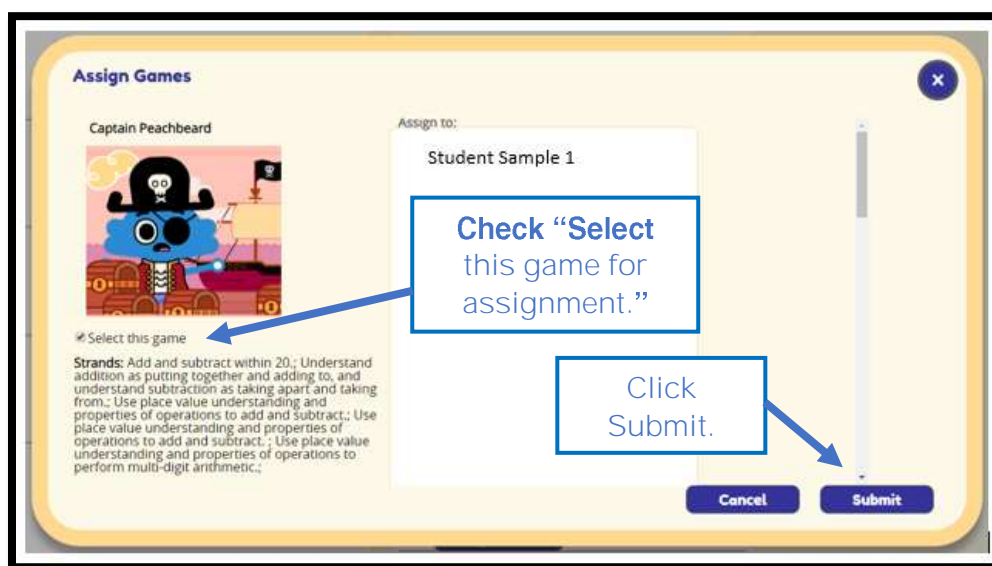 Assign Games
×
Captain Peachbeard
Assign to:
Student Sample 1
Check “Select
this game for
assignment.”
Select this game
Strands: Add and subtract within 20.; Understand
addition as putting together and adding to, and
understand subtraction as taking apart and taking
from.; Use place value understanding and
properties of operations to add and subtract.; Use
place value understanding and properties of
operations to add and subtract. ; Use place value
understanding and properties of operations to
perform multi-digit arithmetic.;
Click
Submit.
Cancel
Submit